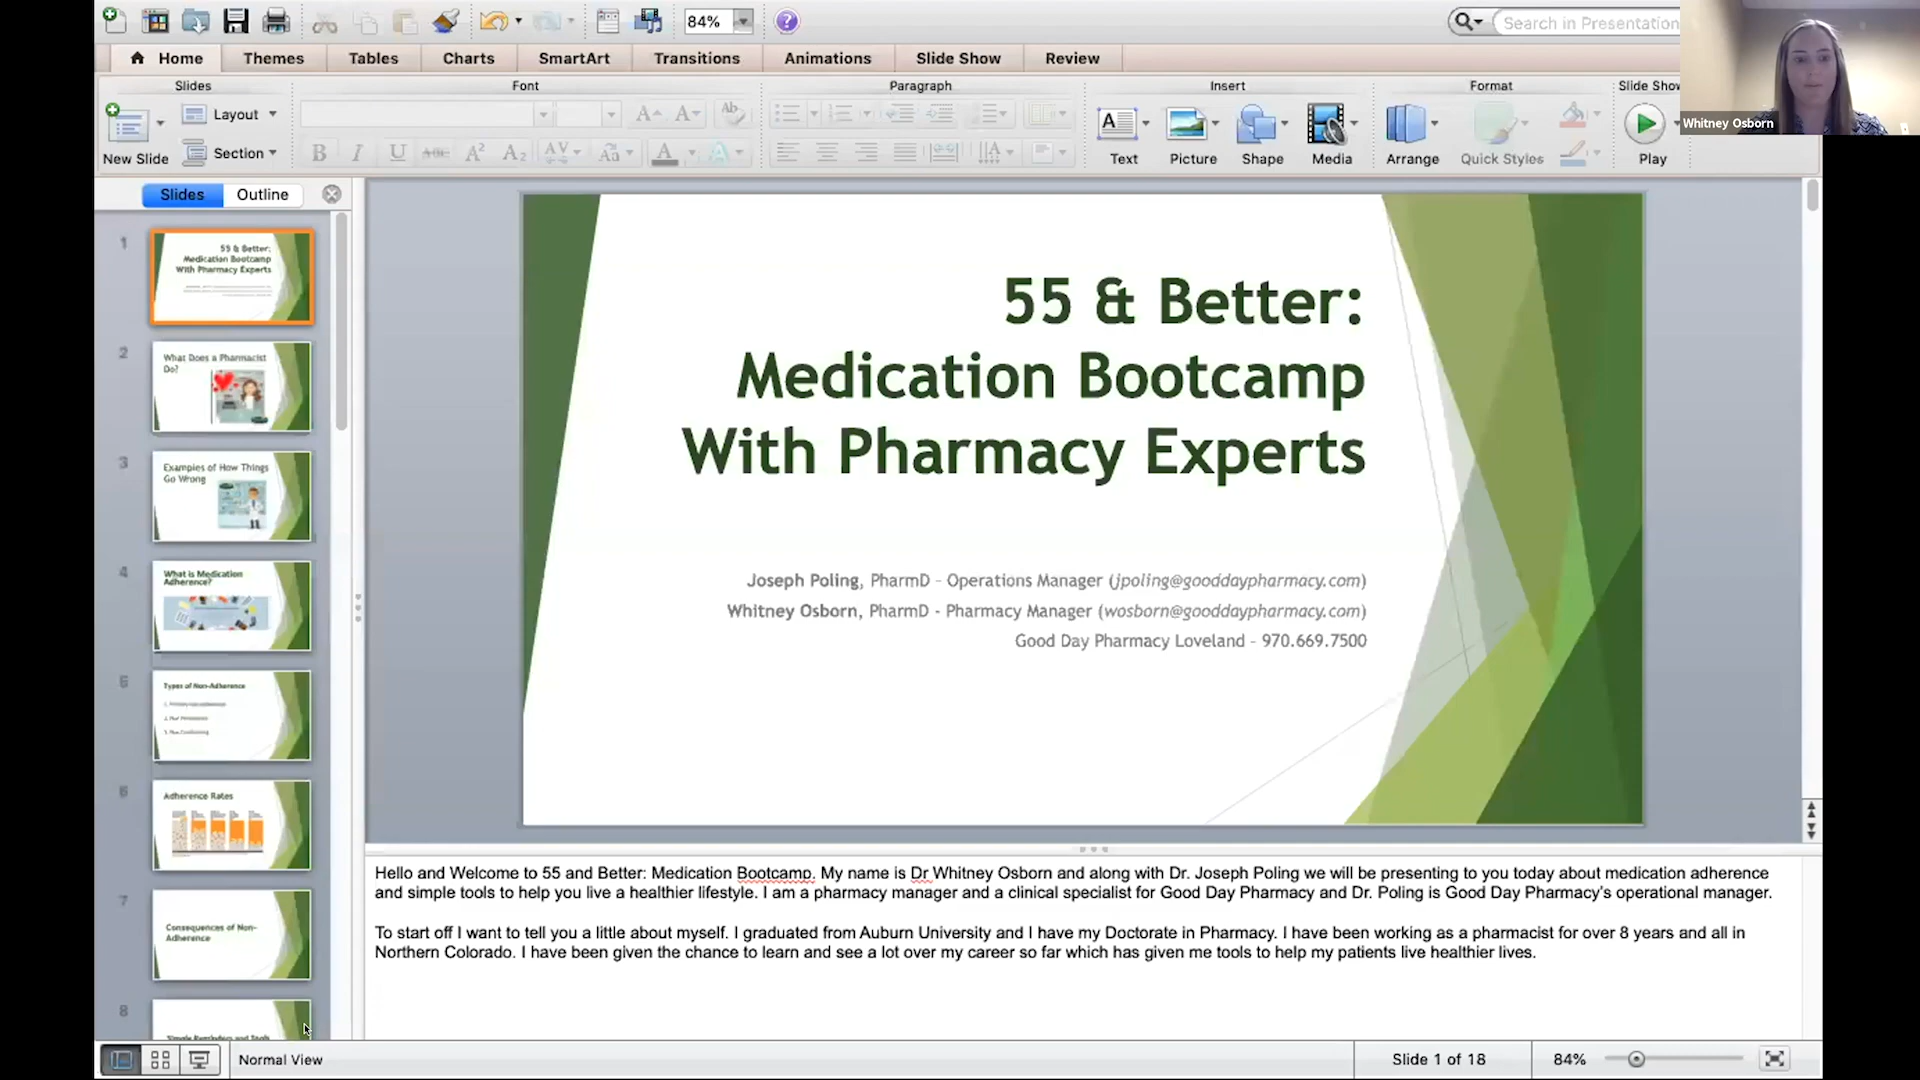 84%
Search in Presentation
Home
Themes
Tables
Charts
SmartArt
Transitions
Animations
Slide Show
Review
Slides
Font
Paragraph
Insert
Format
Slide Show
New Slide
Layout
Section
Text
Picture
Shape
Media
Arrange
Quick Styles
Play
Whitney Osborn
Slides
Outline
1
55 & Better:
Medication Bootcamp
With Pharmacy Experts
2
What Does a Pharmacist
Do?
3
Examples of How Things
Go Wrong
4
What is Medication
Adherence?
5
Types of Non-Adherence
6
Adherence Rates
7
Consequences of Non-
Adherence
8
Simple Reminders and Tools
55 & Better:
Medication Bootcamp
With Pharmacy Experts
Joseph Poling, PharmD - Operations Manager (jpoling@gooddaypharmacy.com)
Whitney Osborn, PharmD - Pharmacy Manager (wosborn@gooddaypharmacy.com)
Good Day Pharmacy Loveland - 970.669.7500
Hello and Welcome to 55 and Better: Medication Bootcamp. My name is Dr Whitney Osborn and along with Dr. Joseph Poling we will be presenting to you today about medication adherence
and simple tools to help you live a healthier lifestyle. I am a pharmacy manager and a clinical specialist for Good Day Pharmacy and Dr. Poling is Good Day Pharmacy's operational manager.
To start off I want to tell you a little about myself. I graduated from Auburn University and I have my Doctorate in Pharmacy. I have been working as a pharmacist for over 8 years and all in
Northern Colorado. I have been given the chance to learn and see a lot over my career so far which has given me tools to help my patients live healthier lives.
Normal View
Slide 1 of 18
84%